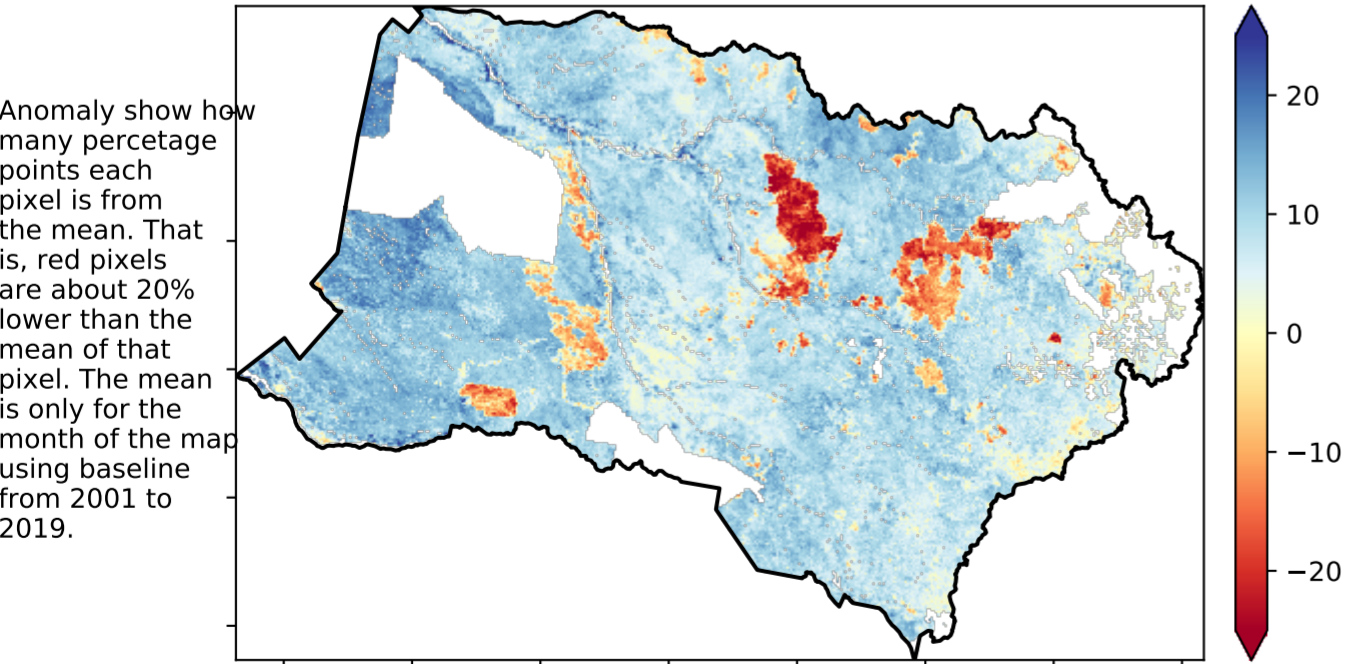 Anomaly show how
many percetage
points each
pixel is from
the mean. That
is, red pixels
are about 20%
lower than the
mean of that
pixel. The mean
is only for the
month of the map
using baseline
from 2001 to
2019.
20
10
0
−10
−20